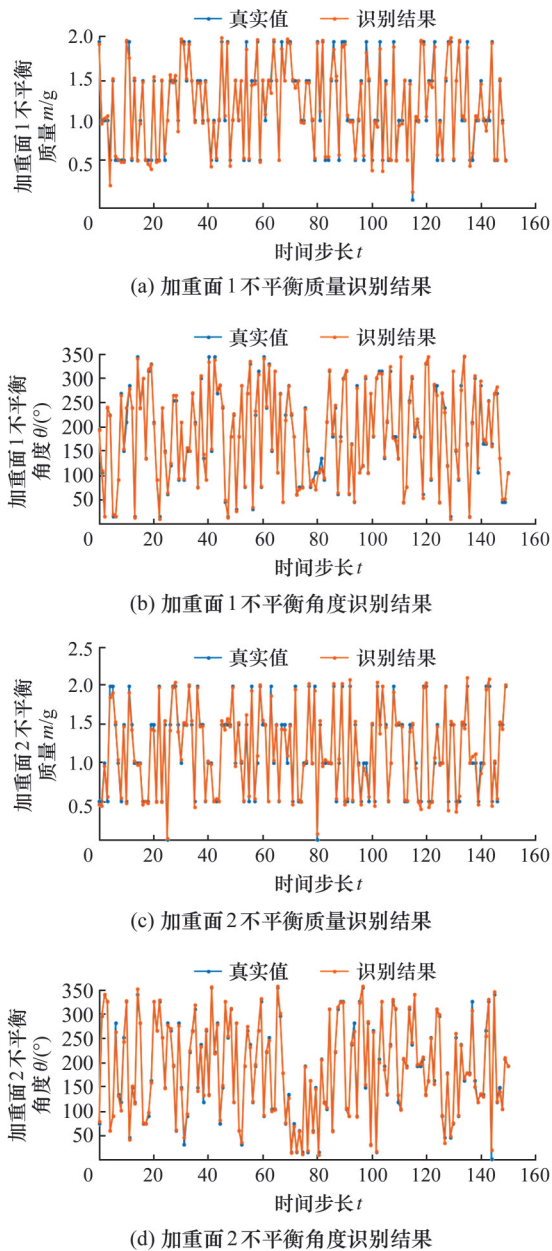 真实值 识别结果
加重面1不平衡
质量m/g
2.0
1.5
1.0
0.5
0 20 40 60 80 100 120 140 160
时间步长t
(a) 加重面1不平衡质量识别结果
真实值 识别结果
加重面1不平衡
角度θ/(°)
350
300
250
200
150
100
50
0 20 40 60 80 100 120 140 160
时间步长t
(b) 加重面1不平衡角度识别结果
真实值 识别结果
加重面2不平衡
质量m/g
2.5
2.0
1.5
1.0
0.5
0 20 40 60 80 100 120 140 160
时间步长t
(c) 加重面2不平衡质量识别结果
真实值 识别结果
加重面2不平衡
角度θ/(°)
350
300
250
200
150
100
50
0 20 40 60 80 100 120 140 160
时间步长t
(d) 加重面2不平衡角度识别结果